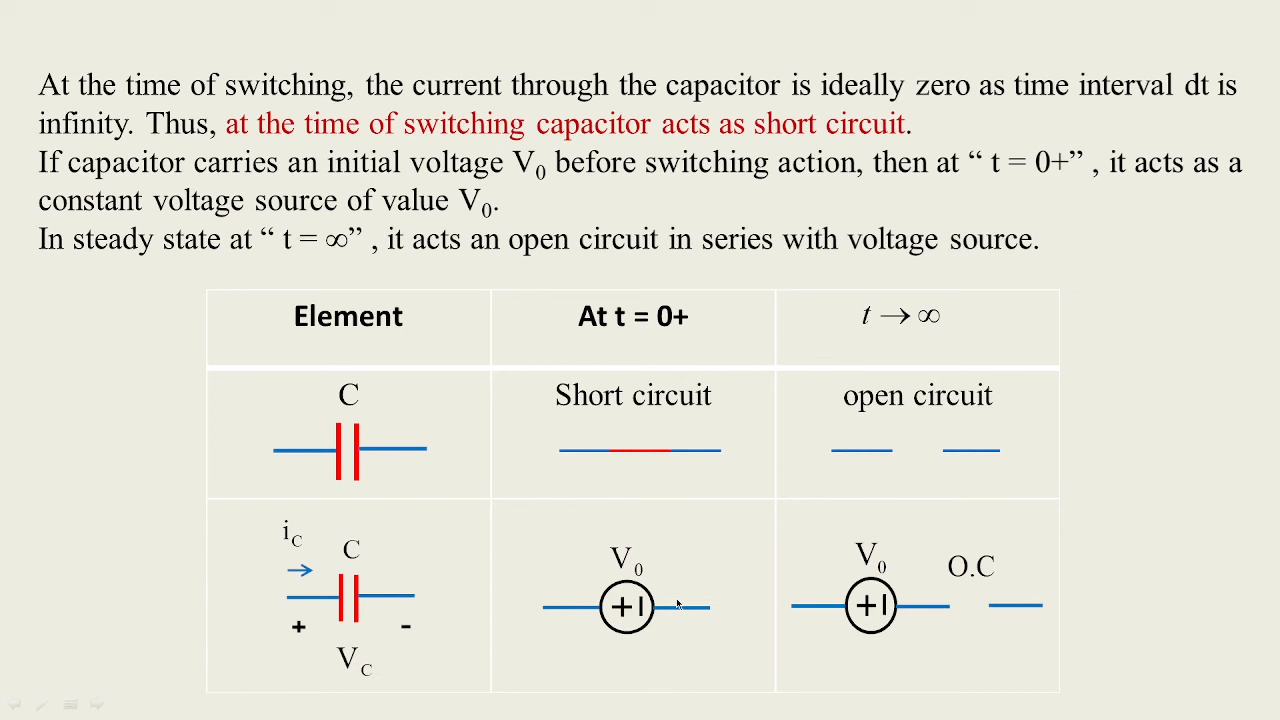 At the time of switching, the current through the capacitor is ideally zero as time interval dt is
infinity. Thus, at the time of switching capacitor acts as short circuit.
If capacitor carries an initial voltage V₀ before switching action, then at “ t = 0+” , it acts as a
constant voltage source of value V₀.
In steady state at “ t = ∞” , it acts an open circuit in series with voltage source.
Element At t = 0+ t → ∞
C Short circuit open circuit
i_C C V₀ V₀ O.C
+ - + I + I
V_C